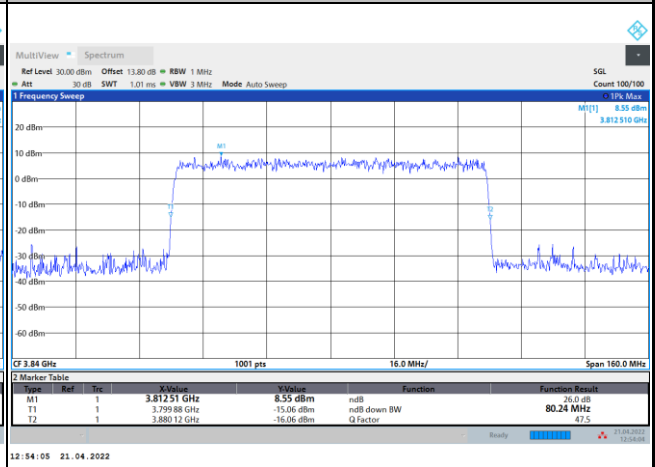 MultiView Spectrum
Ref Level 30.00 dBm Offset 13.80 dB RBW 1 MHz SGL
Att 30 dB SWT 1.01 ms VBW 3 MHz Mode Auto Sweep Count 100/100
1 Frequency Sweep 1Pk Max
M1[1] 8.55 dBm
3.812 510 GHz
20 dBm
M1
10 dBm
0 dBm
T1
T2
-10 dBm
-20 dBm
-30 dBm
-40 dBm
-50 dBm
-60 dBm
CF 3.84 GHz 1001 pts 16.0 MHz/ Span 160.0 MHz
2 Marker Table
Type Ref Trc X-Value Y-Value Function Function Result
M1 1 3.812 51 GHz 8.55 dBm ndB 26.0 dB
T1 1 3.799 88 GHz -15.06 dBm ndB down BW 80.24 MHz
T2 1 3.880 12 GHz -16.06 dBm Q Factor 47.5
Ready 21.04.2022
12:54:04
12:54:05 21.04.2022